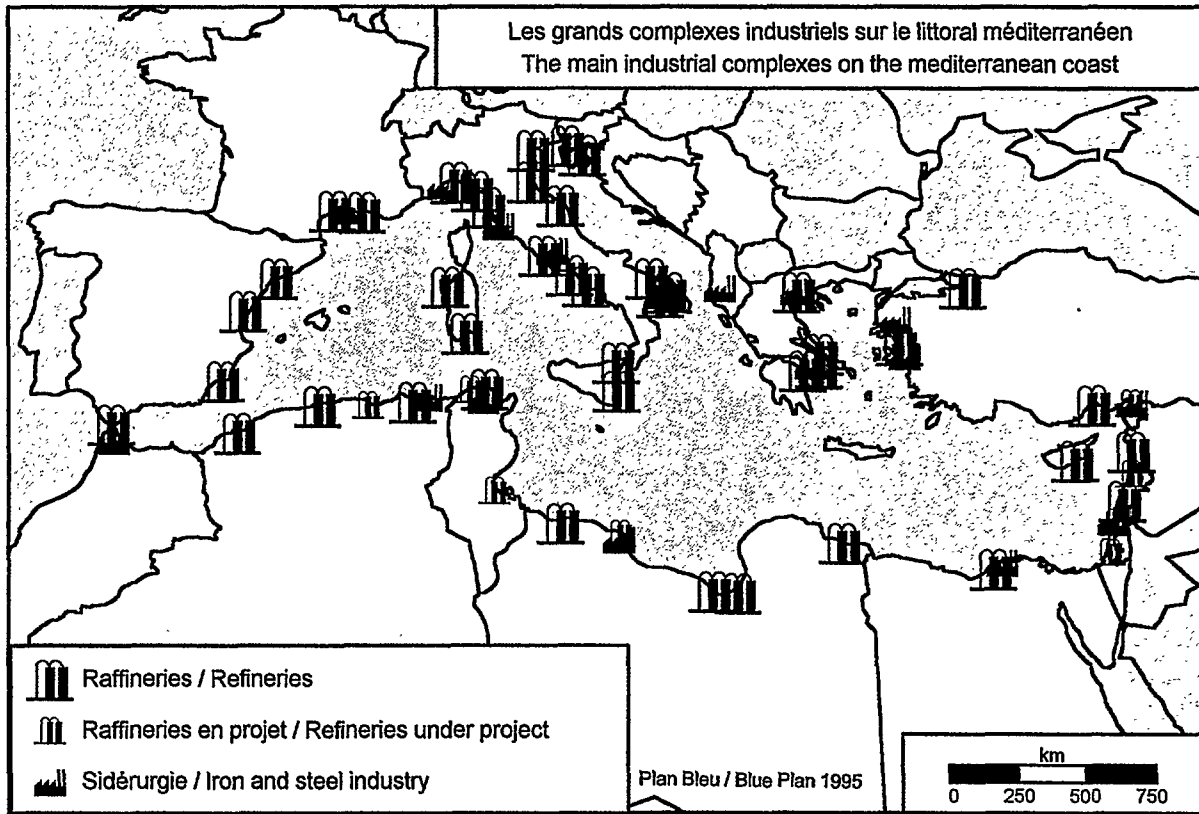 Les grands complexes industriels sur le littoral méditerranéen
The main industrial complexes on the mediterranean coast
Raffineries / Refineries
Raffineries en projet / Refineries under project
Sidérurgie / Iron and steel industry
Plan Bleu / Blue Plan 1995
km
0 250 500 750